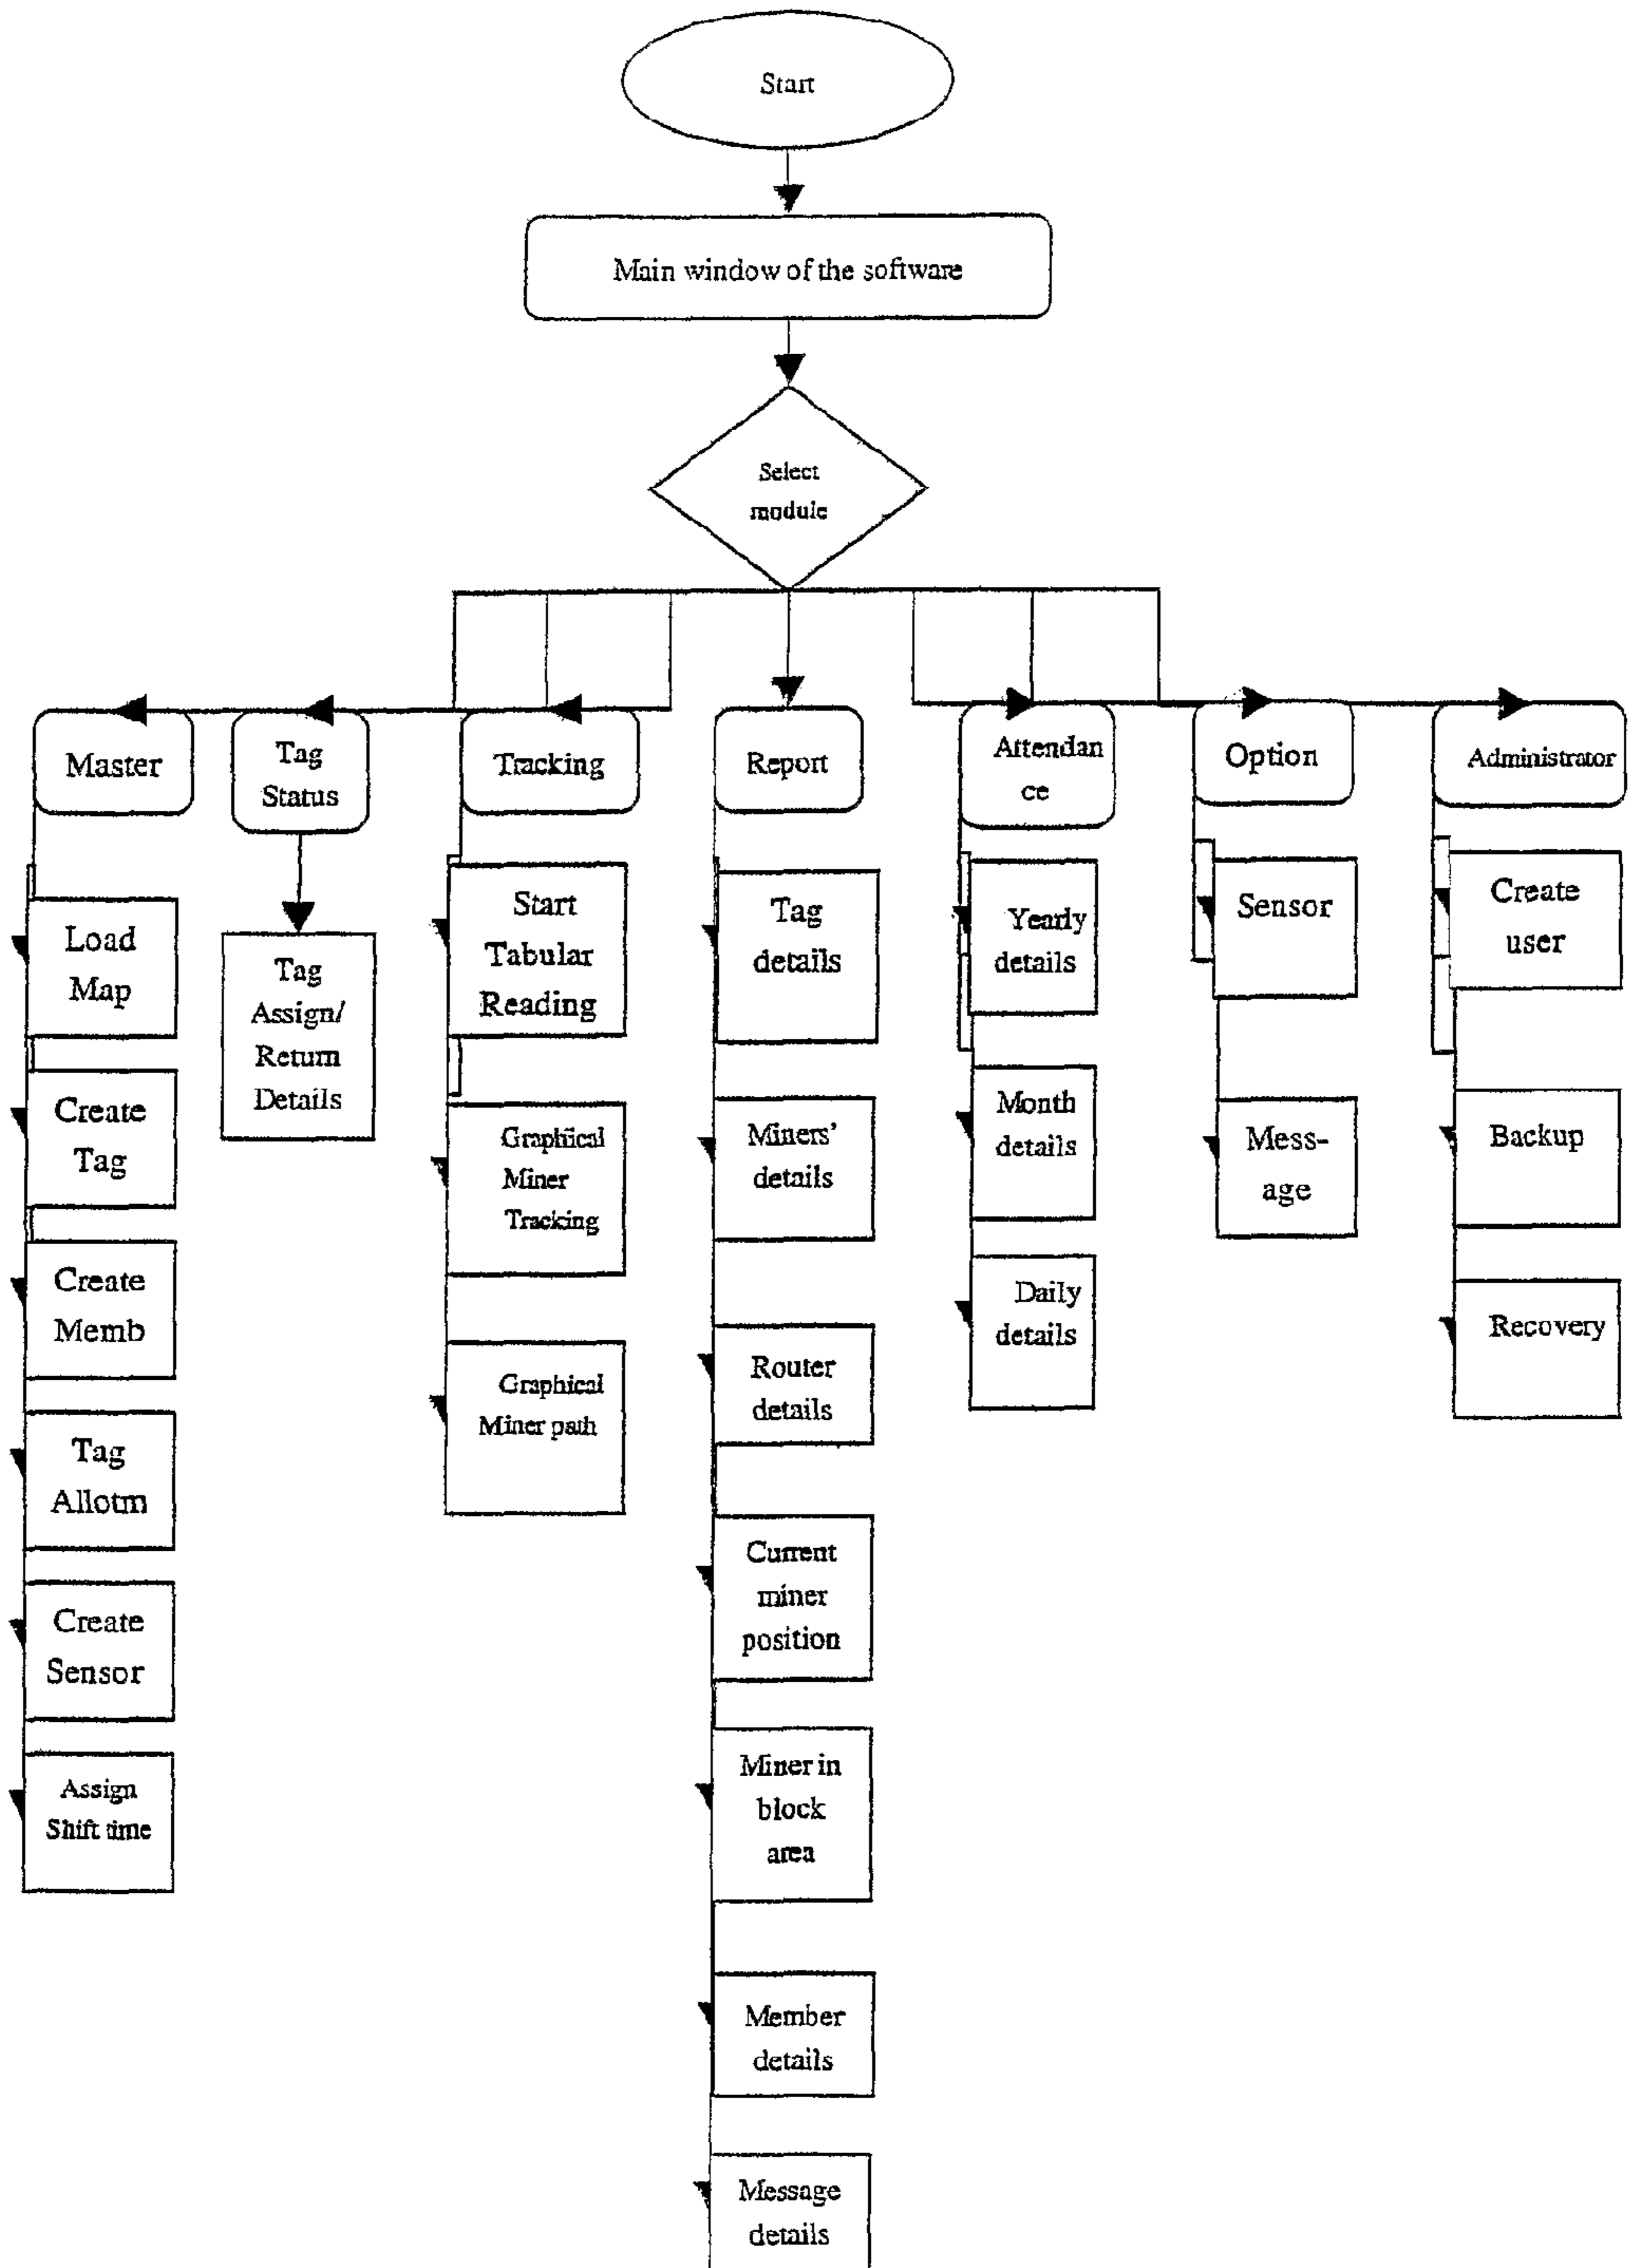 Start
Main window of the software
Select
module
Master
Tag
Status
Tracking
Report
Attendan
ce
Option
Administrator
Load
Map
Create
Tag
Create
Memb
Tag
Allotm
Create
Sensor
Assign
Shift time
Tag
Assign/
Return
Details
Start
Tabular
Reading
Graphical
Miner
Tracking
Graphical
Miner path
Tag
details
Miners’
details
Router
details
Current
miner
position
Miner in
block
area
Member
details
Message
details
Yearly
details
Month
details
Daily
details
Sensor
Mess-
age
Create
user
Backup
Recovery